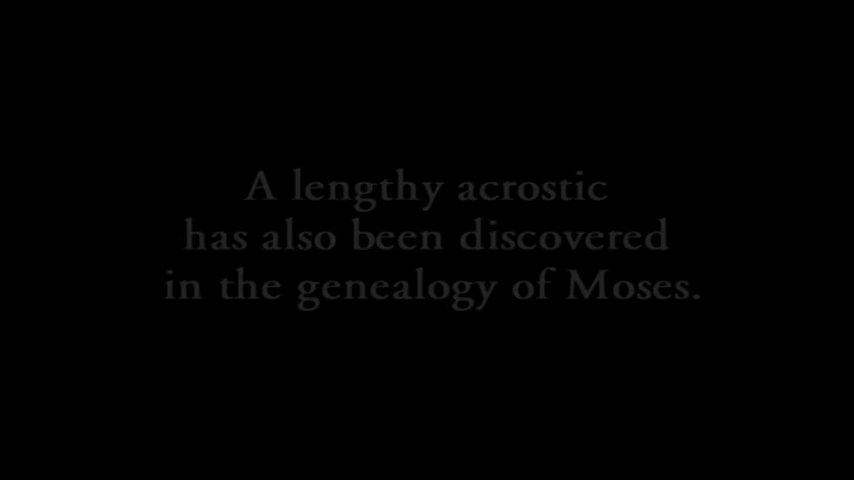 A lengthy acrostic
has also been discovered
in the genealogy of Moses.